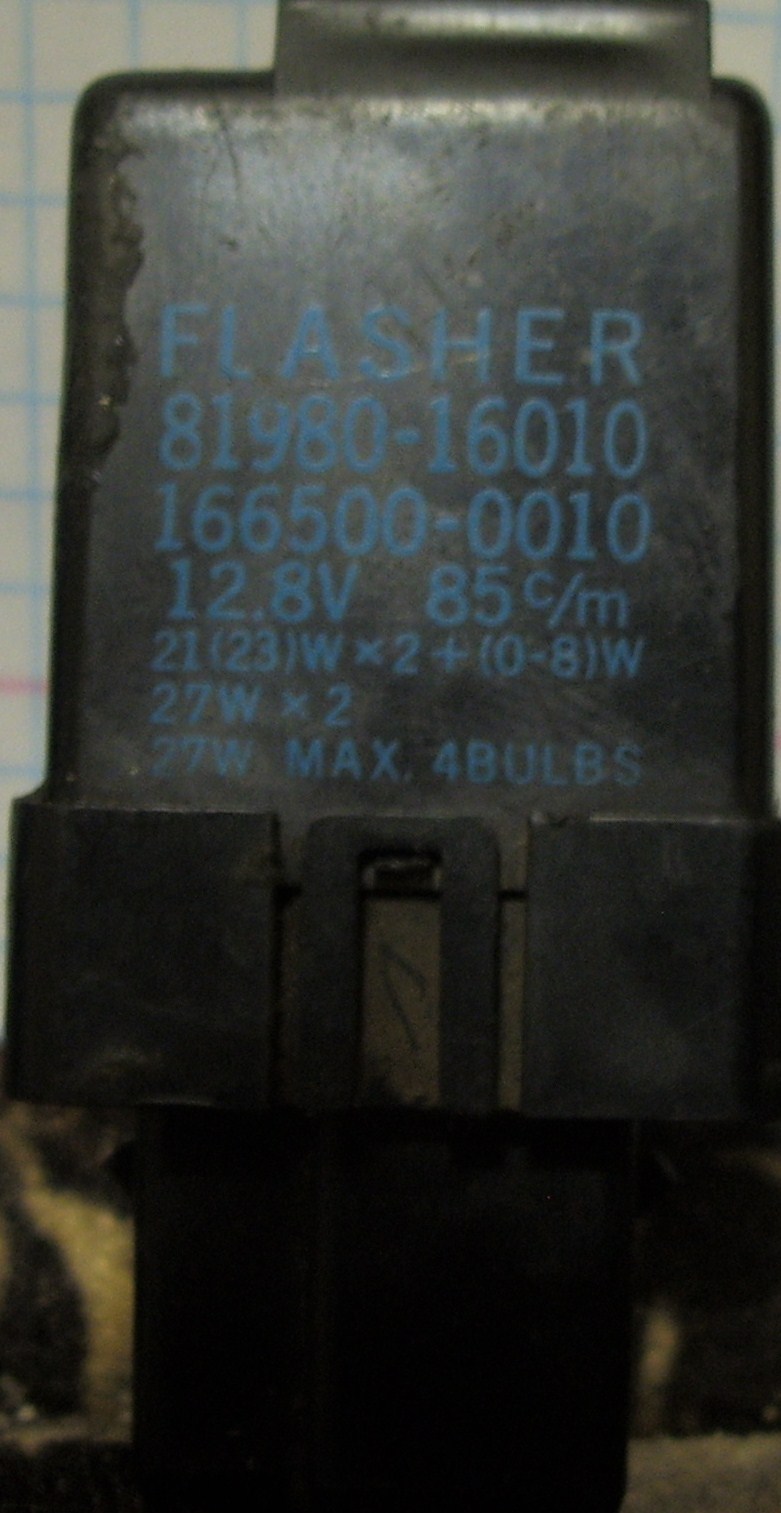 FLASHER
81980-16010
166500-0010
12.8V 85c/m
21(23)W×2+(0-8)W
27W×2
27W MAX. 4BULBS